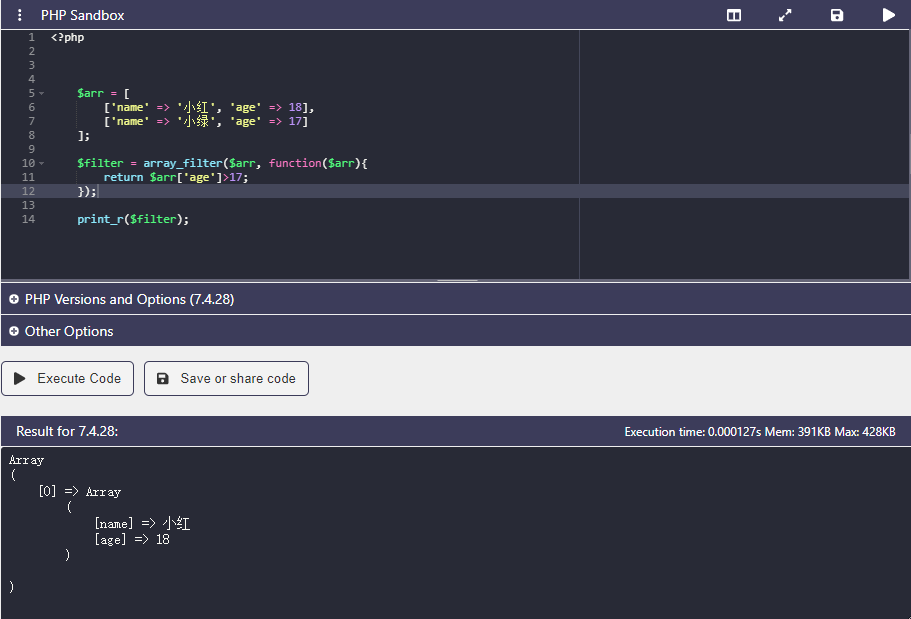 PHP Sandbox
1 <?php
2
3
4
5 $arr = [
6 ['name' => '小红', 'age' => 18],
7 ['name' => '小绿', 'age' => 17]
8 ];
9
10 $filter = array_filter($arr, function($arr){
11 return $arr['age']>17;
12 });
13
14 print_r($filter);
PHP Versions and Options (7.4.28)
Other Options
Execute Code Save or share code
Result for 7.4.28: Execution time: 0.000127s Mem: 391KB Max: 428KB
Array
(
[0] => Array
(
[name] => 小红
[age] => 18
)
)